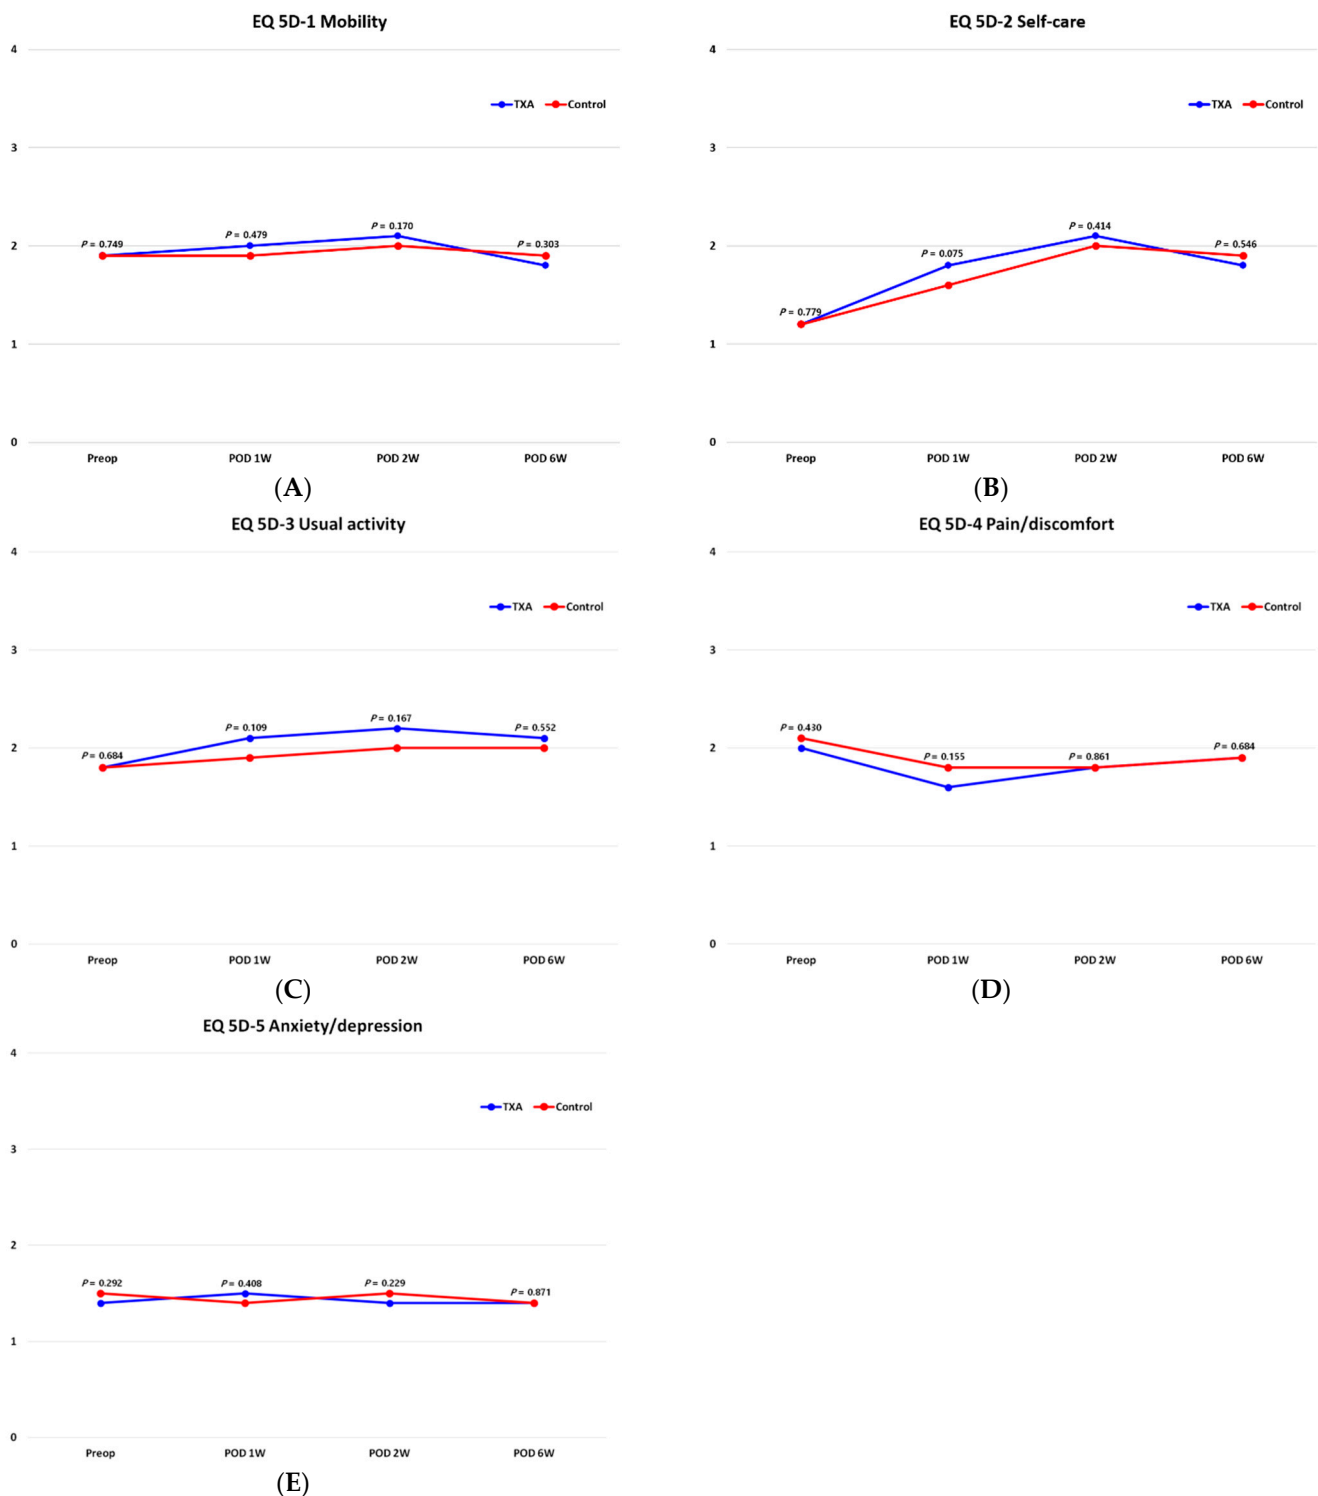 EQ 5D-1 Mobility
4
TXA Control
3
P = 0.749 P = 0.479 P = 0.170 P = 0.303
2
1
0
Preop POD 1W POD 2W POD 6W
(A)
EQ 5D-2 Self-care
4
TXA Control
3
P = 0.779 P = 0.075 P = 0.414 P = 0.546
2
1
0
Preop POD 1W POD 2W POD 6W
(B)
EQ 5D-3 Usual activity
4
TXA Control
3
P = 0.684 P = 0.109 P = 0.167 P = 0.552
2
1
0
Preop POD 1W POD 2W POD 6W
(C)
EQ 5D-4 Pain/discomfort
4
TXA Control
3
P = 0.430 P = 0.155 P = 0.861 P = 0.684
2
1
0
Preop POD 1W POD 2W POD 6W
(D)
EQ 5D-5 Anxiety/depression
4
TXA Control
3
2
P = 0.292 P = 0.408 P = 0.229 P = 0.871
1
0
Preop POD 1W POD 2W POD 6W
(E)